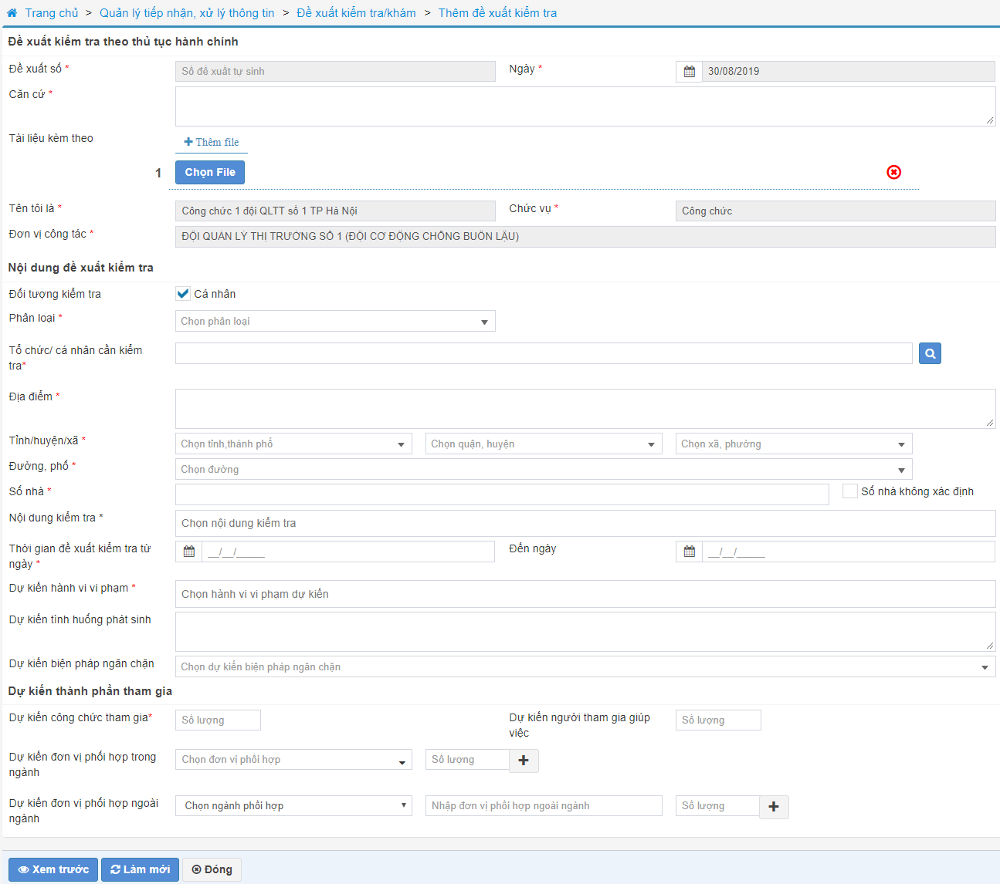 Trang chủ > Quản lý tiếp nhận, xử lý thông tin > Đề xuất kiểm tra/khám > Thêm đề xuất kiểm tra
Đề xuất kiểm tra theo thủ tục hành chính
Đề xuất số * Số đề xuất tự sinh Ngày * 30/08/2019
Căn cứ *
Tài liệu kèm theo Thêm file
1 Chọn File
Tên tôi là * Công chức 1 đội QLTT số 1 TP Hà Nội Chức vụ * Công chức
Đơn vị công tác * ĐỘI QUẢN LÝ THỊ TRƯỜNG SỐ 1 (ĐỘI CƠ ĐỘNG CHỐNG BUÔN LẬU)
Nội dung đề xuất kiểm tra
Đối tượng kiểm tra Cá nhân
Phân loại * Chọn phân loại
Tổ chức/ cá nhân cần kiểm
tra*
Địa điểm *
Tỉnh/huyện/xã * Chọn tỉnh,thành phố Chọn quận, huyện Chọn xã, phường
Đường, phố * Chọn đường
Số nhà * Số nhà không xác định
Nội dung kiểm tra * Chọn nội dung kiểm tra
Thời gian đề xuất kiểm tra từ
ngày * __/__/____ Đến ngày __/__/____
Dự kiến hành vi vi phạm * Chọn hành vi vi phạm dự kiến
Dự kiến tình huống phát sinh
Dự kiến biện pháp ngăn chặn Chọn dự kiến biện pháp ngăn chặn
Dự kiến thành phần tham gia
Dự kiến công chức tham gia* Số lượng Dự kiến người tham gia giúp
việc Số lượng
Dự kiến đơn vị phối hợp trong
ngành Chọn đơn vị phối hợp Số lượng
Dự kiến đơn vị phối hợp ngoài
ngành Chọn ngành phối hợp Nhập đơn vị phối hợp ngoài ngành Số lượng
Xem trước Làm mới Đóng